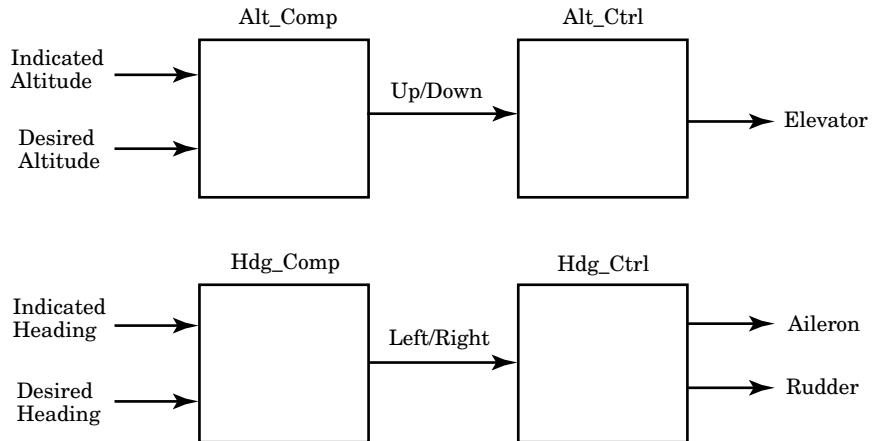 Alt_Comp
Alt_Ctrl
Indicated
Altitude
Up/Down
Desired
Altitude
Elevator
Hdg_Comp
Hdg_Ctrl
Indicated
Heading
Left/Right
Aileron
Desired
Heading
Rudder